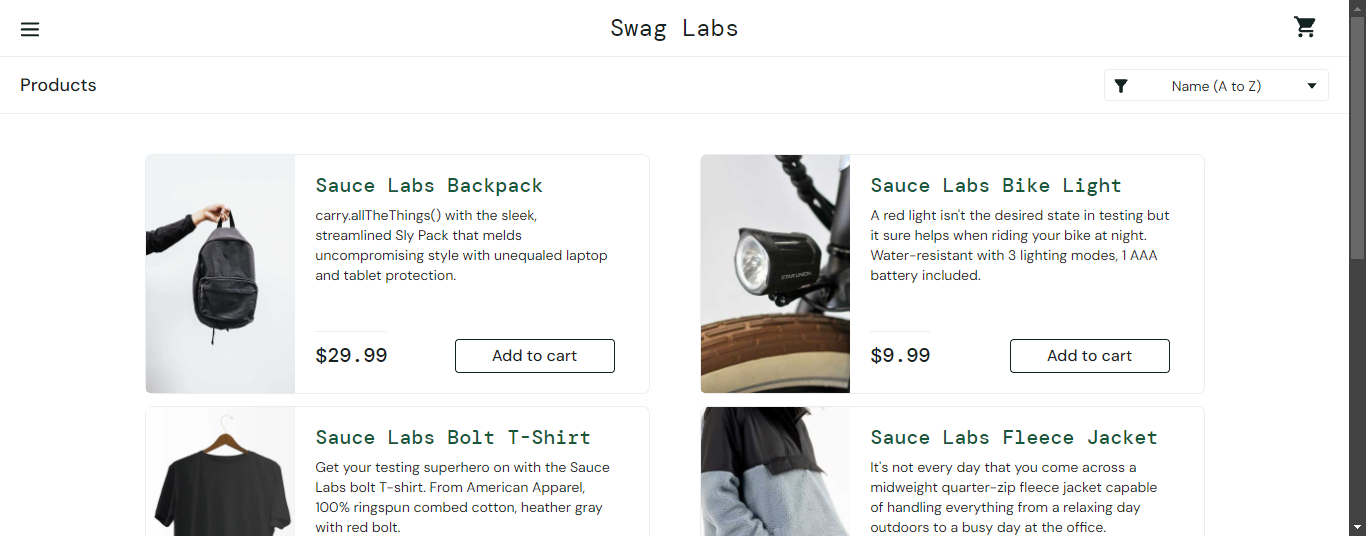 Swag Labs
Products
Name (A to Z)
Sauce Labs Backpack
carry.allTheThings() with the sleek,
streamlined Sly Pack that melds
uncompromising style with unequaled laptop
and tablet protection.
$29.99
Add to cart
Sauce Labs Bike Light
A red light isn't the desired state in testing but
it sure helps when riding your bike at night.
Water-resistant with 3 lighting modes, 1 AAA
battery included.
STAR UNION
$9.99
Add to cart
Sauce Labs Bolt T-Shirt
Get your testing superhero on with the Sauce
Labs bolt T-shirt. From American Apparel,
100% ringspun combed cotton, heather gray
with red bolt.
Sauce Labs Fleece Jacket
It's not every day that you come across a
midweight quarter-zip fleece jacket capable
of handling everything from a relaxing day
outdoors to a busy day at the office.